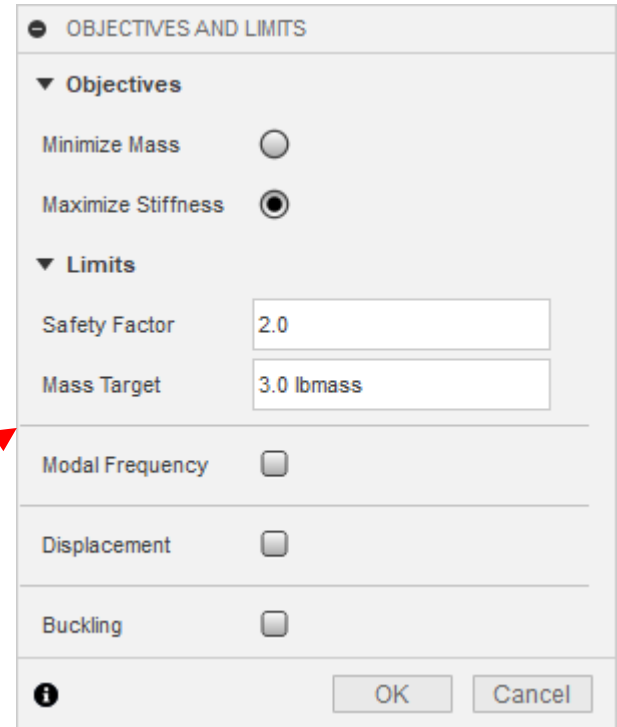 OBJECTIVES AND LIMITS
Objectives
Minimize Mass
Maximize Stiffness
Limits
Safety Factor 2.0
Mass Target 3.0 lbmass
Modal Frequency
Displacement
Buckling
OK Cancel